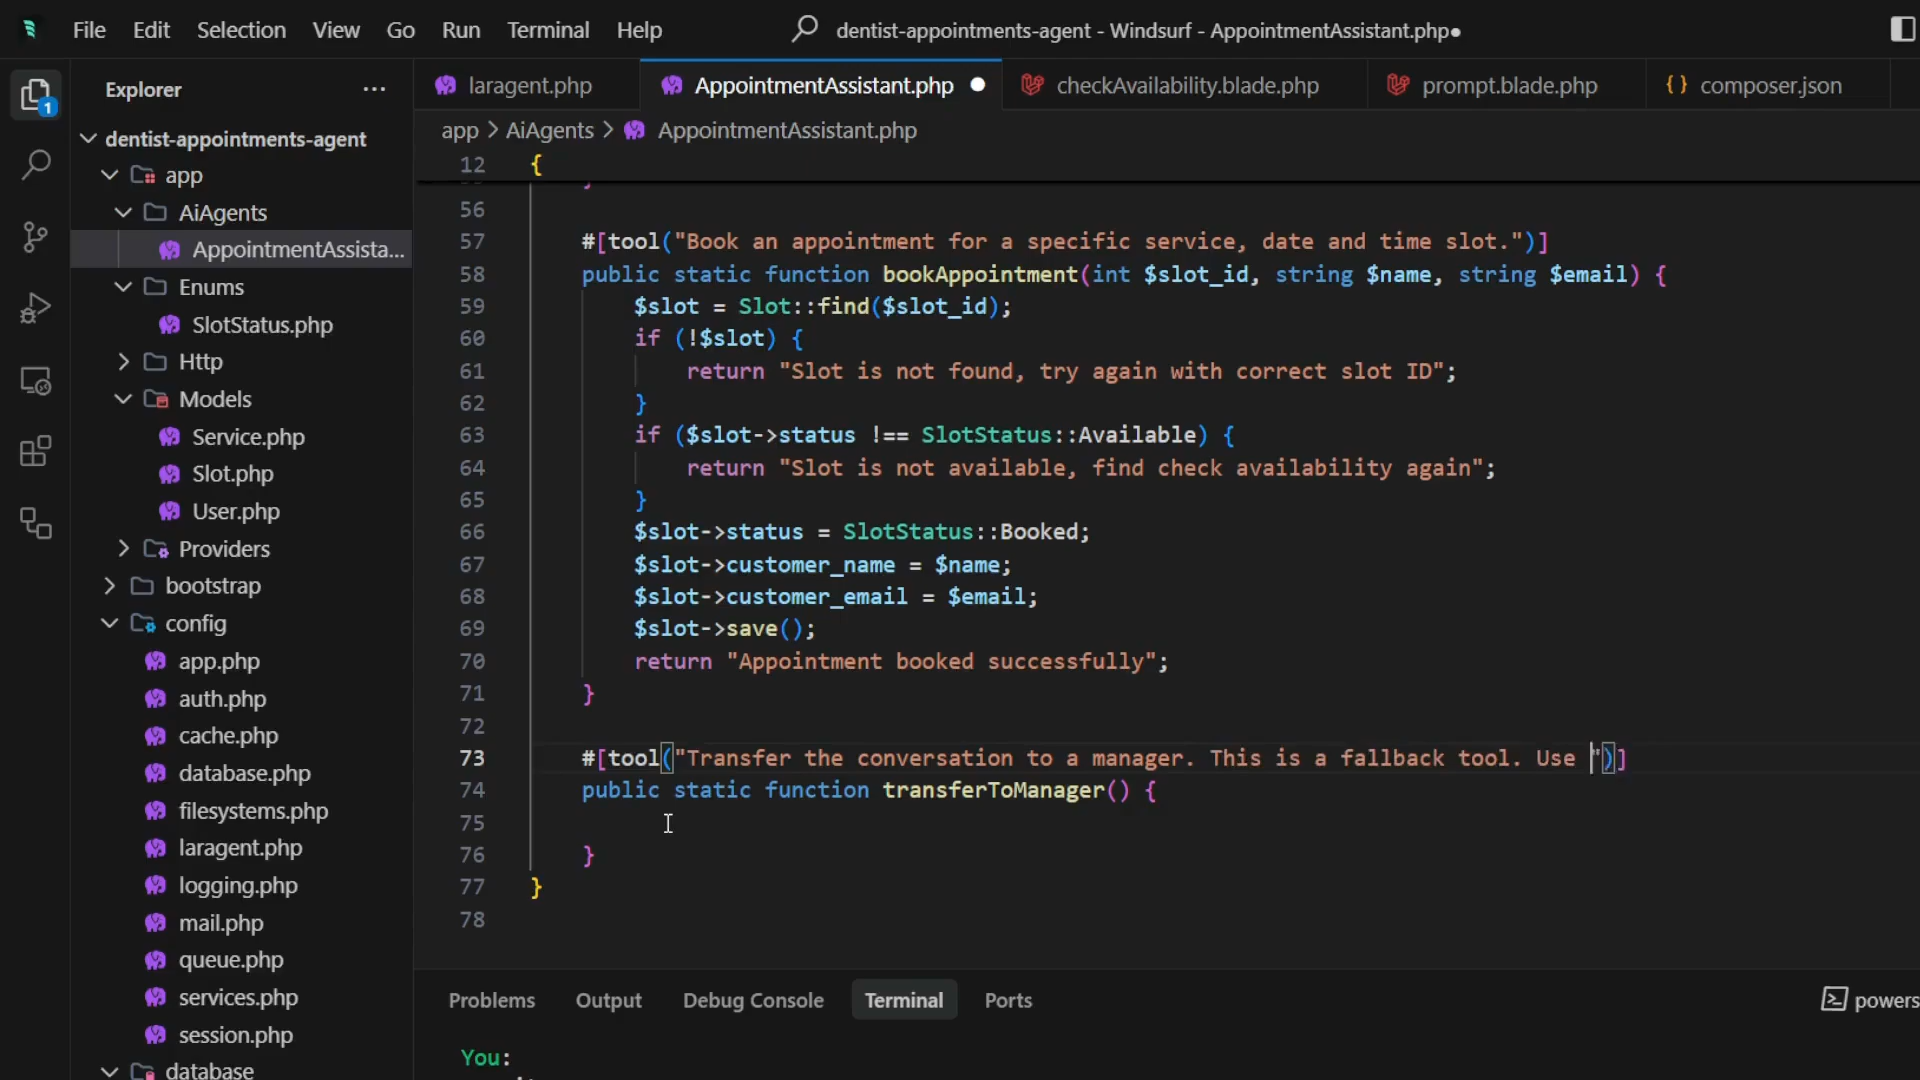 File Edit Selection View Go Run Terminal Help dentist-appointments-agent - Windsurf - AppointmentAssistant.php●
Explorer ···
laragent.php AppointmentAssistant.php ● checkAvailability.blade.php prompt.blade.php {} composer.json
1
app > AiAgents > AppointmentAssistant.php
dentist-appointments-agent
app
AiAgents
AppointmentAssista...
Enums
SlotStatus.php
Http
Models
Service.php
Slot.php
User.php
Providers
bootstrap
config
app.php
auth.php
cache.php
database.php
filesystems.php
laragent.php
logging.php
mail.php
queue.php
services.php
session.php
database
12 {
56
57 #[tool("Book an appointment for a specific service, date and time slot.")]
58 public static function bookAppointment(int $slot_id, string $name, string $email) {
59 $slot = Slot::find($slot_id);
60 if (!$slot) {
61 return "Slot is not found, try again with correct slot ID";
62 }
63 if ($slot->status !== SlotStatus::Available) {
64 return "Slot is not available, find check availability again";
65 }
66 $slot->status = SlotStatus::Booked;
67 $slot->customer_name = $name;
68 $slot->customer_email = $email;
69 $slot->save();
70 return "Appointment booked successfully";
71 }
72
73 #[tool("Transfer the conversation to a manager. This is a fallback tool. Use ")]
74 public static function transferToManager() {
75
76 }
77 }
78
Problems Output Debug Console Terminal Ports powers
You: